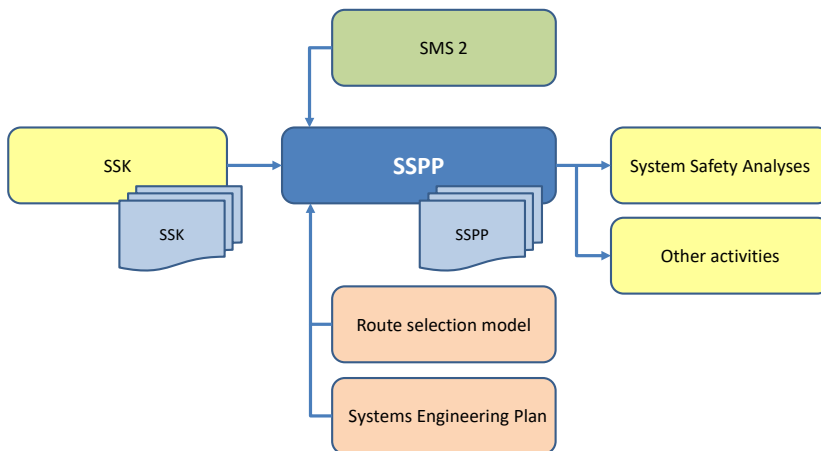 SMS 2
SSK
SSPP
System Safety Analyses
SSK
SSPP
Other activities
Route selection model
Systems Engineering Plan